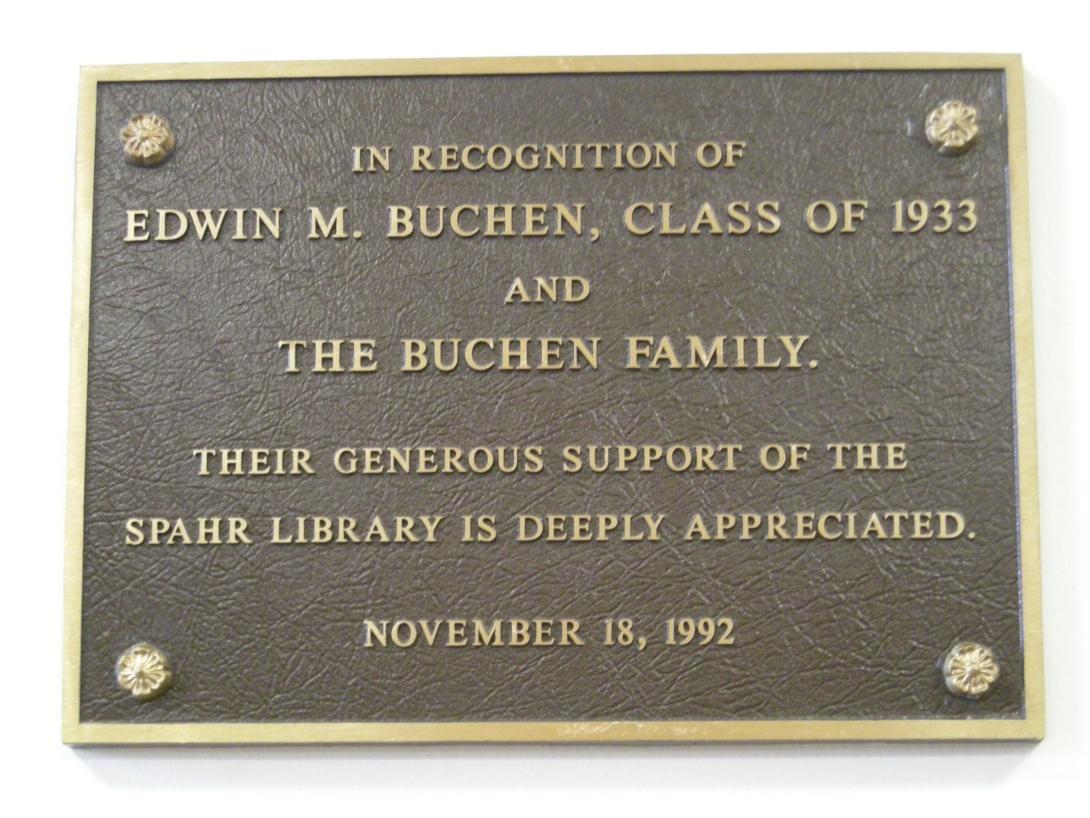 IN RECOGNITION OF
EDWIN M. BUCHEN, CLASS OF 1933
AND
THE BUCHEN FAMILY.
THEIR GENEROUS SUPPORT OF THE
SPAHR LIBRARY IS DEEPLY APPRECIATED.
NOVEMBER 18, 1992